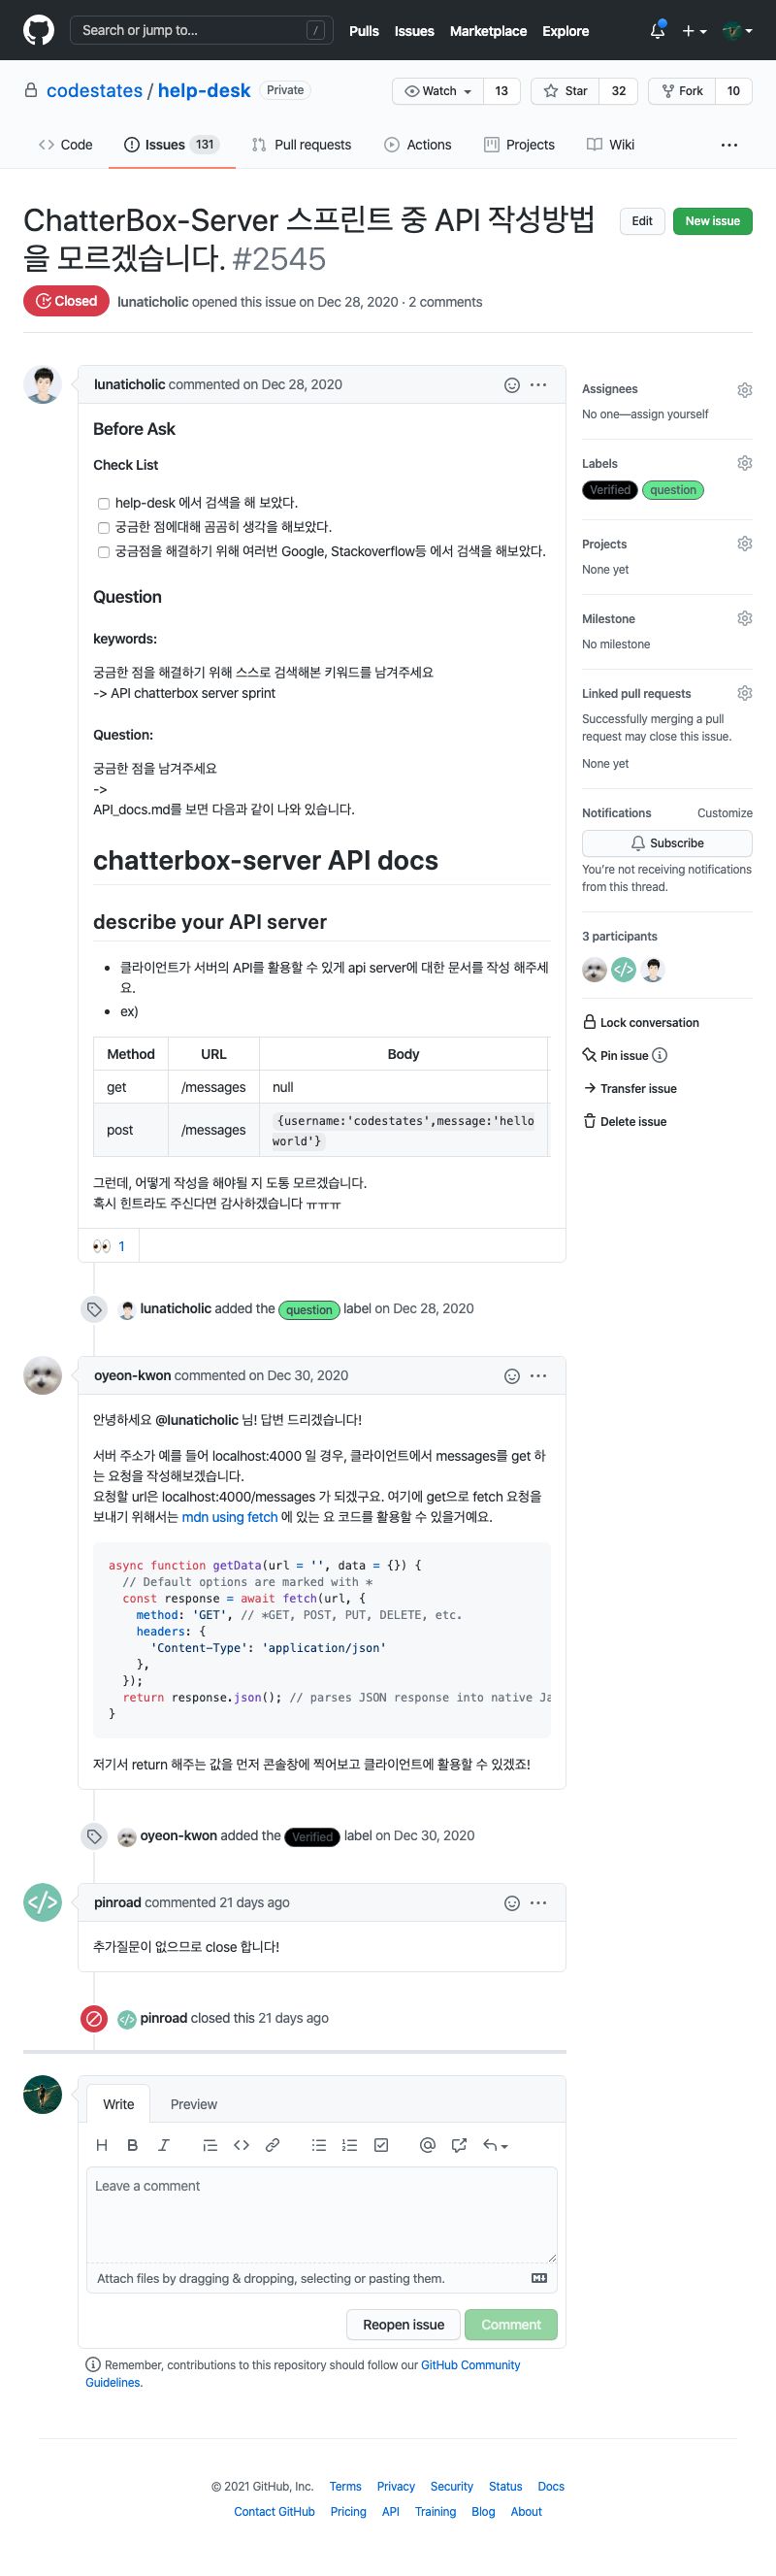 Search or jump to...
/
Pulls Issues Marketplace Explore
codestates / help-desk Private
Watch 13 Star 32 Fork 10
Code Issues 131 Pull requests Actions Projects Wiki ...
ChatterBox-Server 스프린트 중 API 작성방법
을 모르겠습니다. #2545
Edit New issue
Closed lunaticholic opened this issue on Dec 28, 2020 · 2 comments
lunaticholic commented on Dec 28, 2020
Before Ask
Check List
help-desk 에서 검색을 해 보았다.
궁금한 점에대해 곰곰히 생각을 해보았다.
궁금점을 해결하기 위해 여러번 Google, Stackoverflow등 에서 검색을 해보았다.
Question
keywords:
궁금한 점을 해결하기 위해 스스로 검색해본 키워드를 남겨주세요
-> API chatterbox server sprint
Question:
궁금한 점을 남겨주세요
->
API_docs.md를 보면 다음과 같이 나와 있습니다.
chatterbox-server API docs
describe your API server
클라이언트가 서버의 API를 활용할 수 있게 api server에 대한 문서를 작성 해주세
요.
ex)
Method URL Body
get /messages null
post /messages {username:'codestates',message:'hello
world'}
그런데, 어떻게 작성을 해야될 지 도통 모르겠습니다.
혹시 힌트라도 주신다면 감사하겠습니다 ㅠㅠㅠ
👀 1
lunaticholic added the question label on Dec 28, 2020
oyeon-kwon commented on Dec 30, 2020
안녕하세요 @lunaticholic 님! 답변 드리겠습니다!
서버 주소가 예를 들어 localhost:4000 일 경우, 클라이언트에서 messages를 get 하
는 요청을 작성해보겠습니다.
요청할 url은 localhost:4000/messages 가 되겠구요. 여기에 get으로 fetch 요청을
보내기 위해서는 mdn using fetch 에 있는 요 코드를 활용할 수 있을거예요.
async function getData(url = '', data = {}) {
// Default options are marked with *
const response = await fetch(url, {
method: 'GET', // *GET, POST, PUT, DELETE, etc.
headers: {
'Content-Type': 'application/json'
},
});
return response.json(); // parses JSON response into native Ja
}
저기서 return 해주는 값을 먼저 콘솔창에 찍어보고 클라이언트에 활용할 수 있겠죠!
oyeon-kwon added the Verified label on Dec 30, 2020
pinroad commented 21 days ago
추가질문이 없으므로 close 합니다!
pinroad closed this 21 days ago
Write Preview
Leave a comment
Attach files by dragging & dropping, selecting or pasting them.
Reopen issue Comment
Remember, contributions to this repository should follow our GitHub Community
Guidelines.
Assignees
No one—assign yourself
Labels
Verified question
Projects
None yet
Milestone
No milestone
Linked pull requests
Successfully merging a pull
request may close this issue.
None yet
Notifications Customize
Subscribe
You're not receiving notifications
from this thread.
3 participants
Lock conversation
Pin issue
Transfer issue
Delete issue
© 2021 GitHub, Inc. Terms Privacy Security Status Docs
Contact GitHub Pricing API Training Blog About